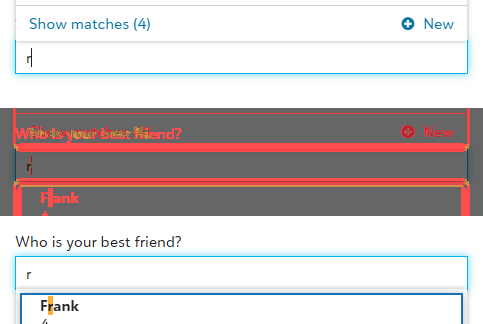 Show matches (4)
New
r
Who is your best friend?
New
r
Frank
Who is your best friend?
r
Frank